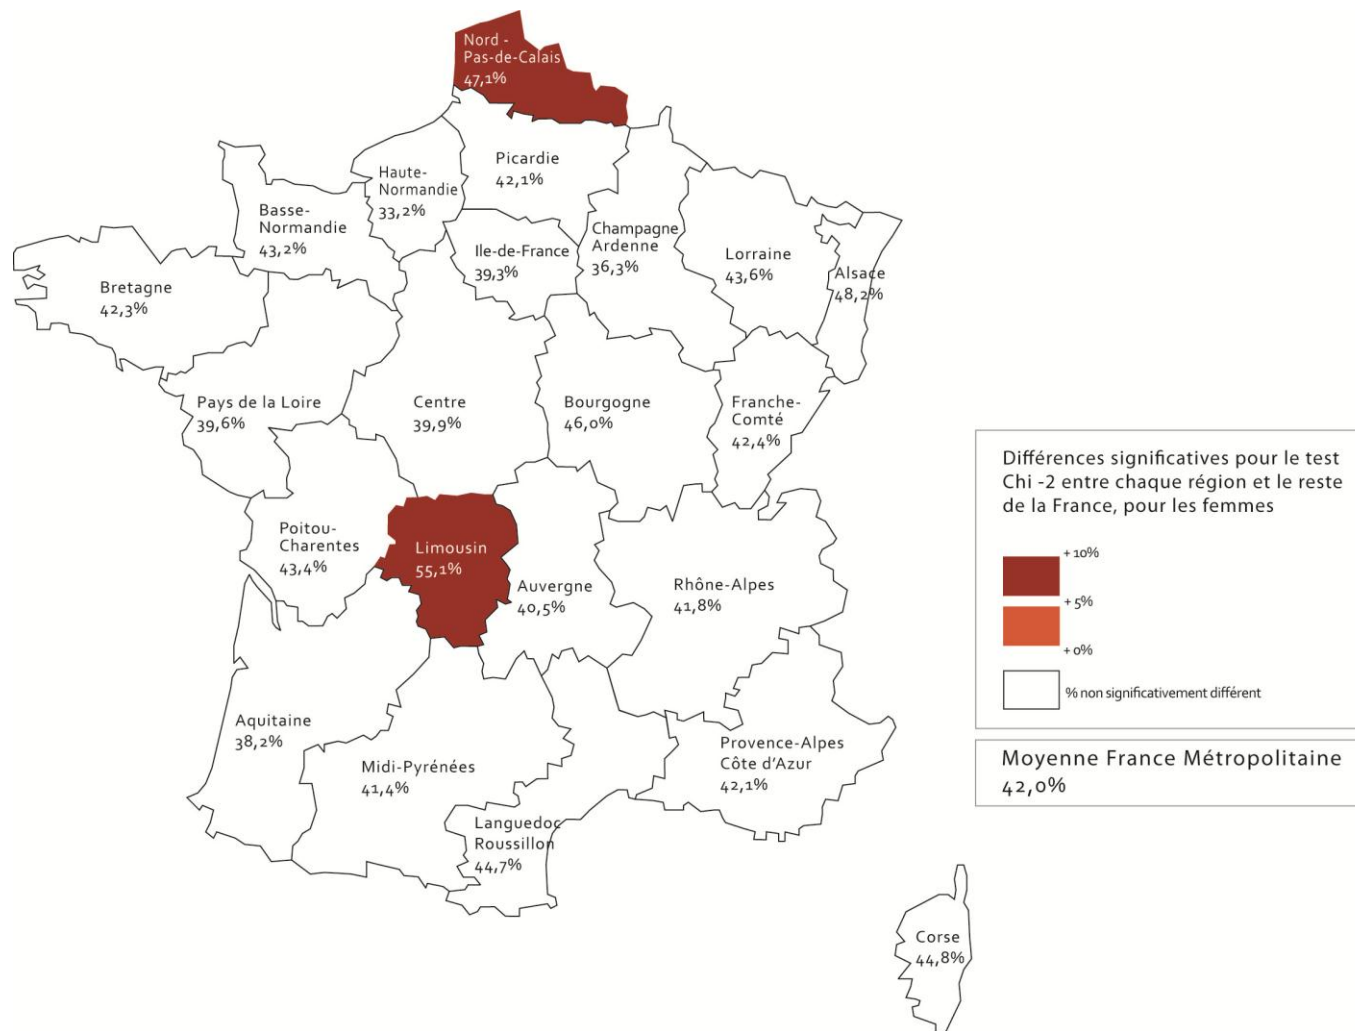 Nord -
Pas-de-Calais
47,1%
Picardie
42,1%
Haute-
Normandie
33,2%
Basse-
Normandie
43,2%
Ile-de-France
39,3%
Champagne
Ardenne
36,3%
Lorraine
43,6%
Alsace
48,2%
Bretagne
42,3%
Pays de la Loire
39,6%
Centre
39,9%
Bourgogne
46,0%
Franche-
Comté
42,4%
Poitou-
Charentes
43,4%
Limousin
55,1%
Auvergne
40,5%
Rhône-Alpes
41,8%
Aquitaine
38,2%
Midi-Pyrénées
41,4%
Languedoc
Roussillon
44,7%
Provence-Alpes
Côte d'Azur
42,1%
Corse
44,8%
Différences significatives pour le test
Chi -2 entre chaque région et le reste
de la France, pour les femmes
+ 10%
+ 5%
+ 0%
% non significativement différent
Moyenne France Métropolitaine
42,0%